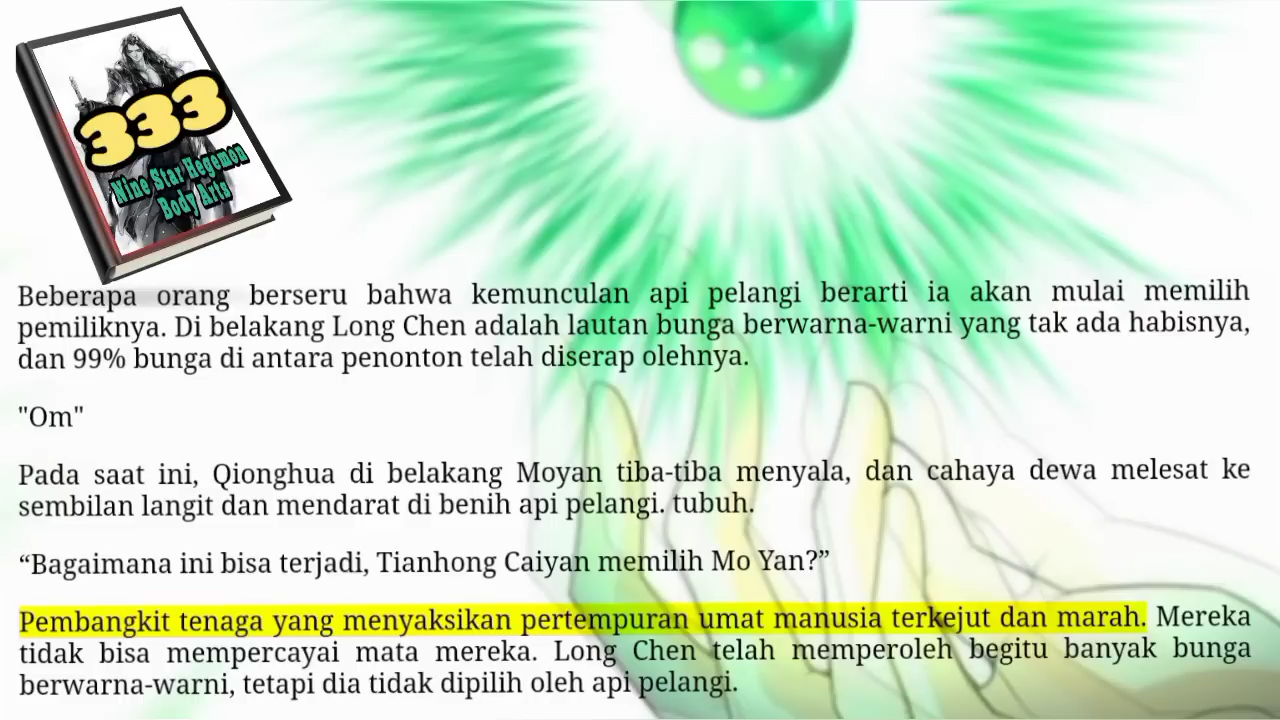 333
Nine Star Hegemon
Body Arts
Beberapa orang berseru bahwa kemunculan api pelangi berarti ia akan mulai memilih
pemiliknya. Di belakang Long Chen adalah lautan bunga berwarna-warni yang tak ada habisnya,
dan 99% bunga di antara penonton telah diserap olehnya.
"Om"
Pada saat ini, Qionghua di belakang Moyan tiba-tiba menyala, dan cahaya dewa melesat ke
sembilan langit dan mendarat di benih api pelangi. tubuh.
“Bagaimana ini bisa terjadi, Tianhong Caiyan memilih Mo Yan?”
Pembangkit tenaga yang menyaksikan pertempuran umat manusia terkejut dan marah. Mereka
tidak bisa mempercayai mata mereka. Long Chen telah memperoleh begitu banyak bunga
berwarna-warni, tetapi dia tidak dipilih oleh api pelangi.